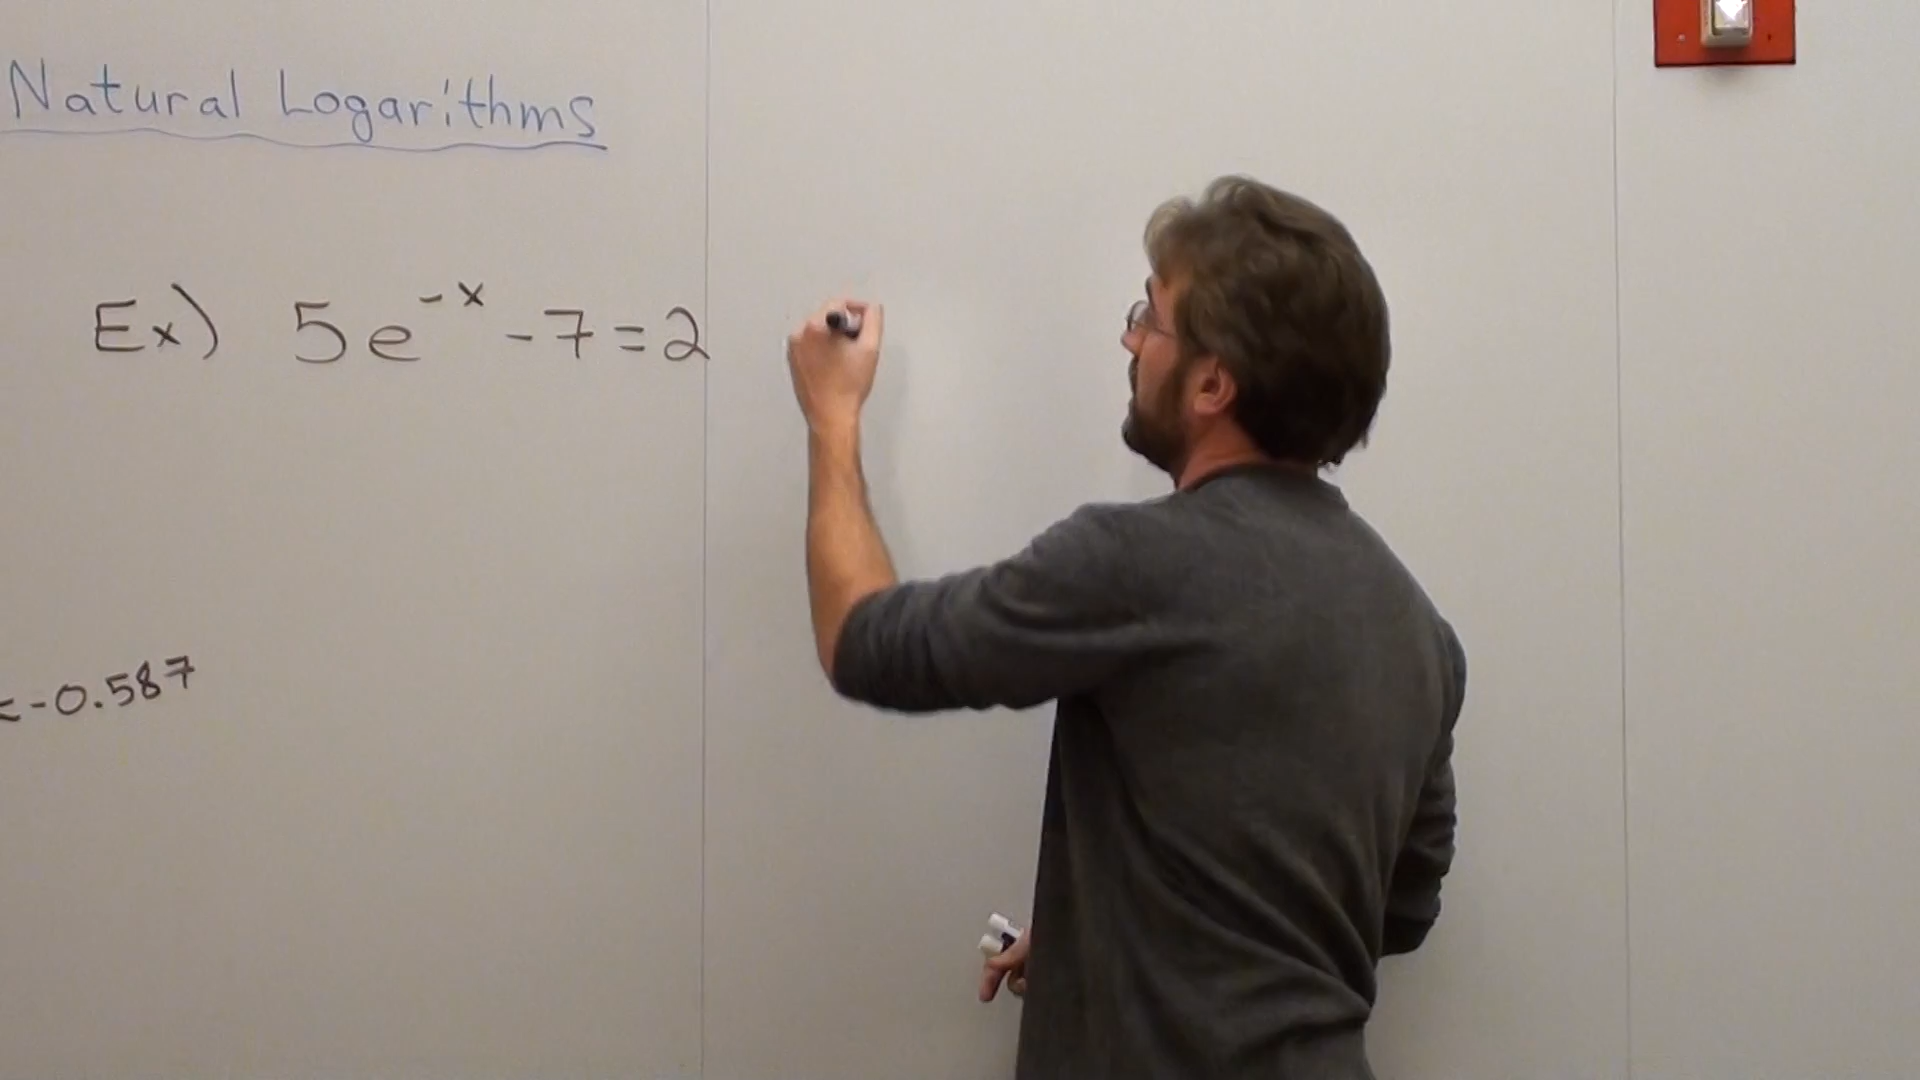 Natural Logarithms
Ex) 5e^-x - 7 = 2
-0.587